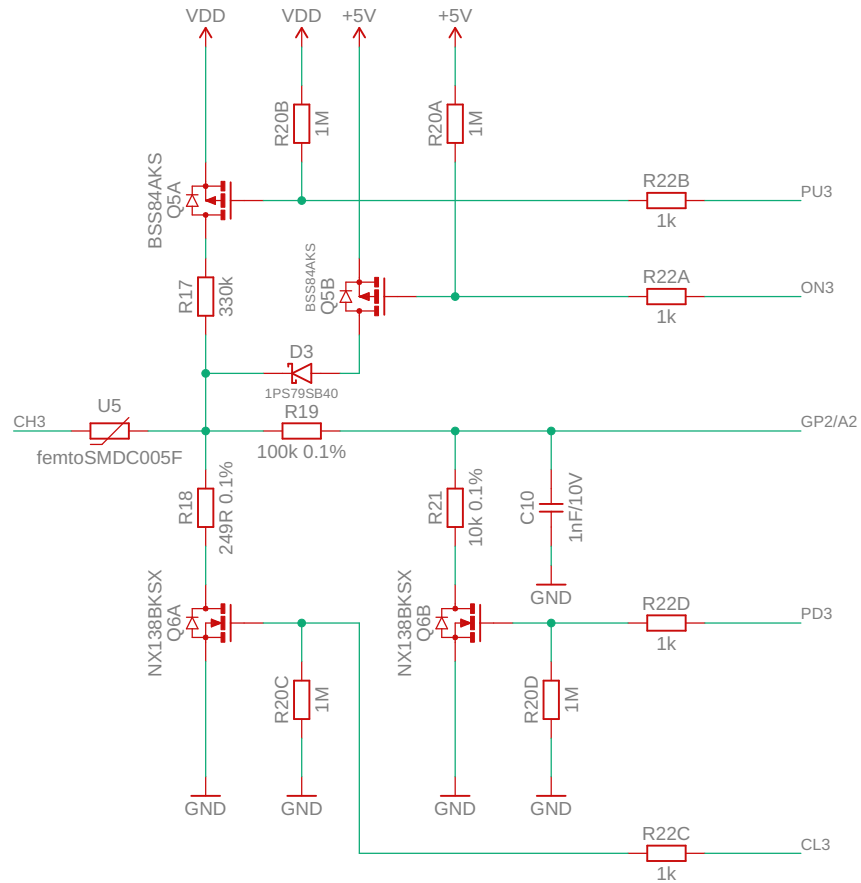 VDD
VDD
+5V
+5V
R20B
1M
R20A
1M
BSS84AKS
Q5A
R22B
1k
PU3
R17
330k
BSS84AKS
Q5B
R22A
1k
ON3
D3
1PS79SB40
CH3
U5
femtoSMDC005F
R19
100k 0.1%
GP2/A2
R18
249R 0.1%
R21
10k 0.1%
C10
1nF/10V
GND
NX138BKSX
Q6A
NX138BKSX
Q6B
R22D
1k
PD3
R20C
1M
R20D
1M
GND
GND
GND
GND
R22C
1k
CL3